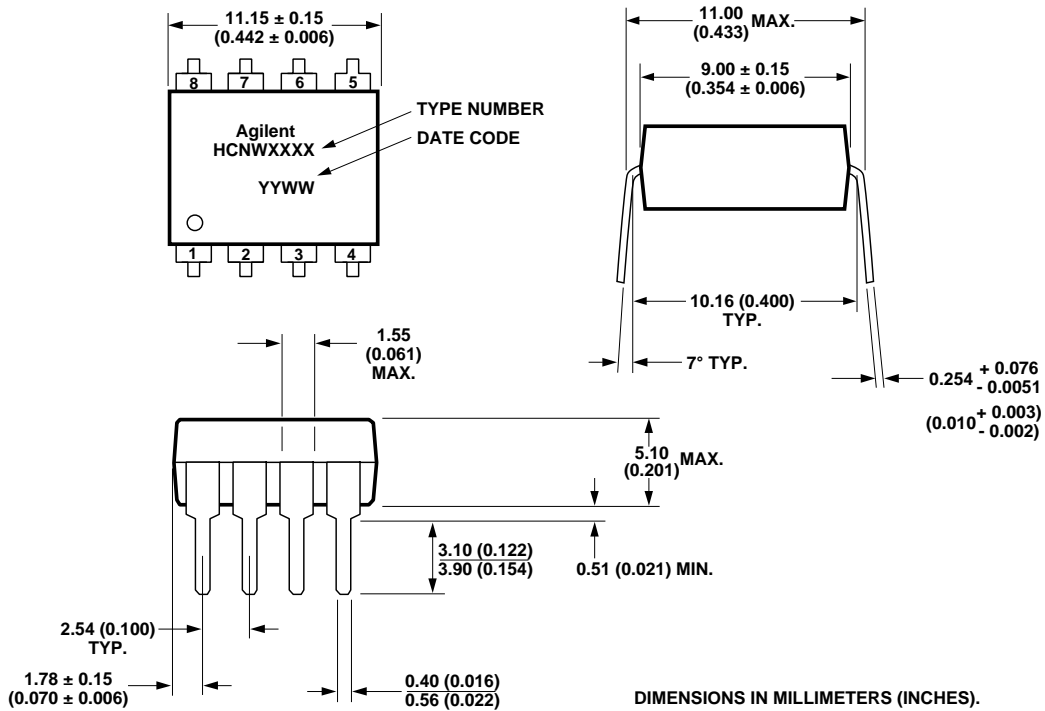 11.15 ± 0.15
(0.442 ± 0.006)
8 7 6 5
Agilent
HCNWXXXX
YYWW
TYPE NUMBER
DATE CODE
1 2 3 4
11.00
(0.433)
MAX.
9.00 ± 0.15
(0.354 ± 0.006)
10.16 (0.400)
TYP.
7° TYP.
0.254 + 0.076
- 0.0051
(0.010 + 0.003)
- 0.002)
1.55
(0.061)
MAX.
5.10
(0.201)
MAX.
3.10 (0.122)
3.90 (0.154)
0.51 (0.021) MIN.
2.54 (0.100)
TYP.
1.78 ± 0.15
(0.070 ± 0.006)
0.40 (0.016)
0.56 (0.022)
DIMENSIONS IN MILLIMETERS (INCHES).